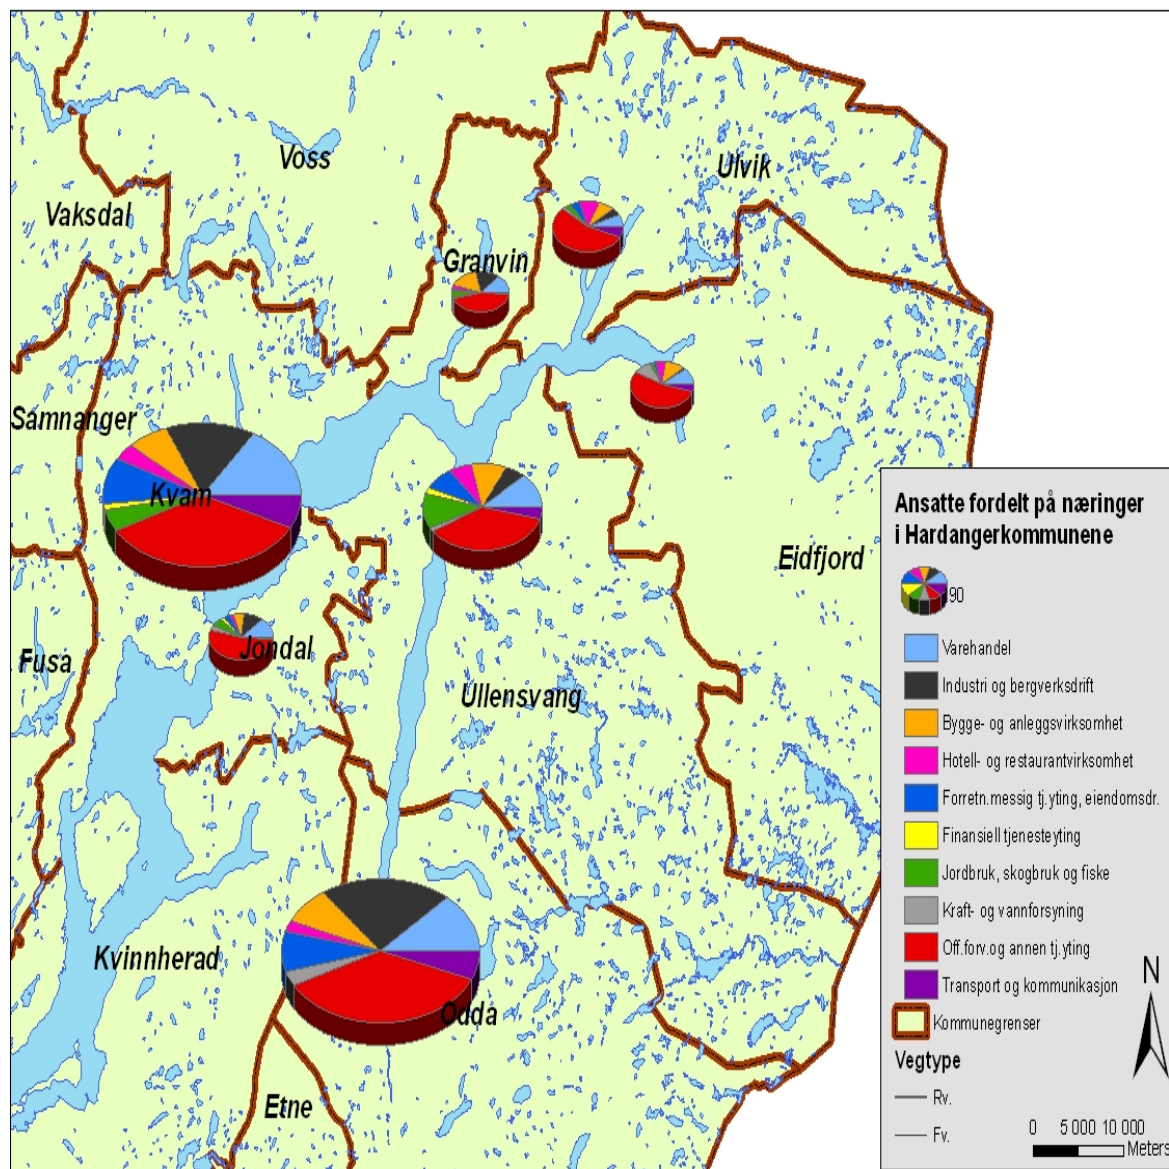 Voss
Ulvik
Vaksdal
Granvin
Samnanger
Kvam
Eidfjord
Jondal
Fusa
Ullensvang
Kvinnherad
Odda
Etne
Ansatte fordelt på næringer
i Hardangerkommunene
90
Varehandel
Industri og bergverksdrift
Bygge- og anleggsvirksomhet
Hotell- og restaurantvirksomhet
Forretn.messig tj.yting, eiendomsdr.
Finansiell tjenesteyting
Jordbruk, skogbruk og fiske
Kraft- og vannforsyning
Off.forv.og annen tj.yting
Transport og kommunikasjon
Kommunegrenser
Vegtype
Rv.
Fv.
N
0 5 000 10 000
Meters